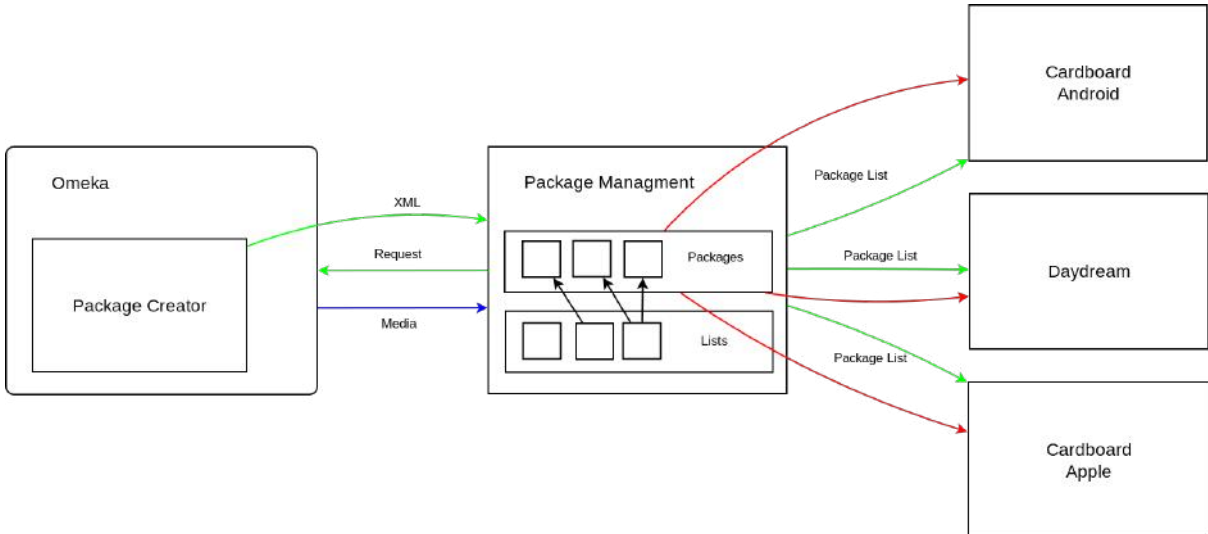 Omeka
Package Creator
XML
Request
Media
Package Managment
Packages
Lists
Package List
Package List
Package List
Cardboard
Android
Daydream
Cardboard
Apple